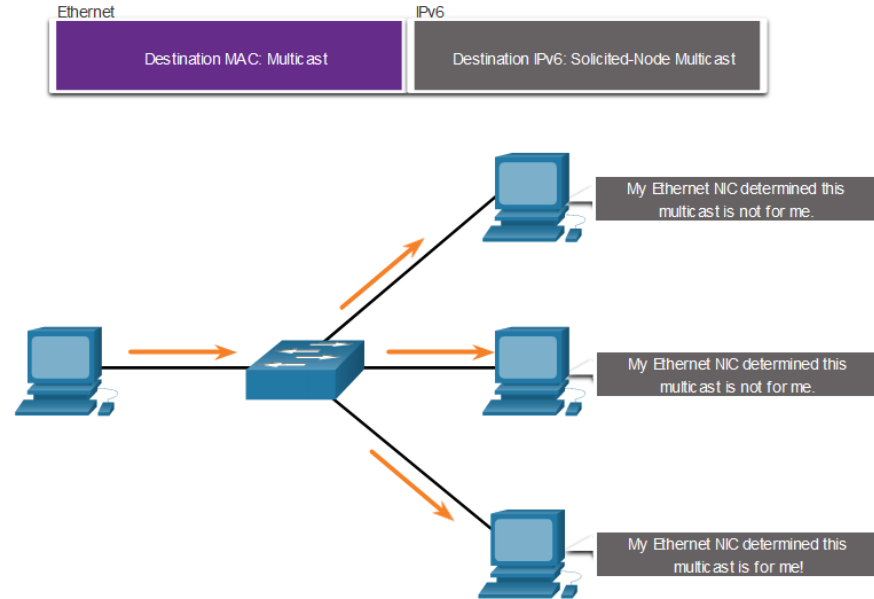 Ethernet
IPv6
Destination MAC: Multicast
Destination IPv6: Solicited-Node Multicast
My Ethernet NIC determined this
multicast is not for me.
My Ethernet NIC determined this
multicast is not for me.
My Ethernet NIC determined this
multicast is for me!